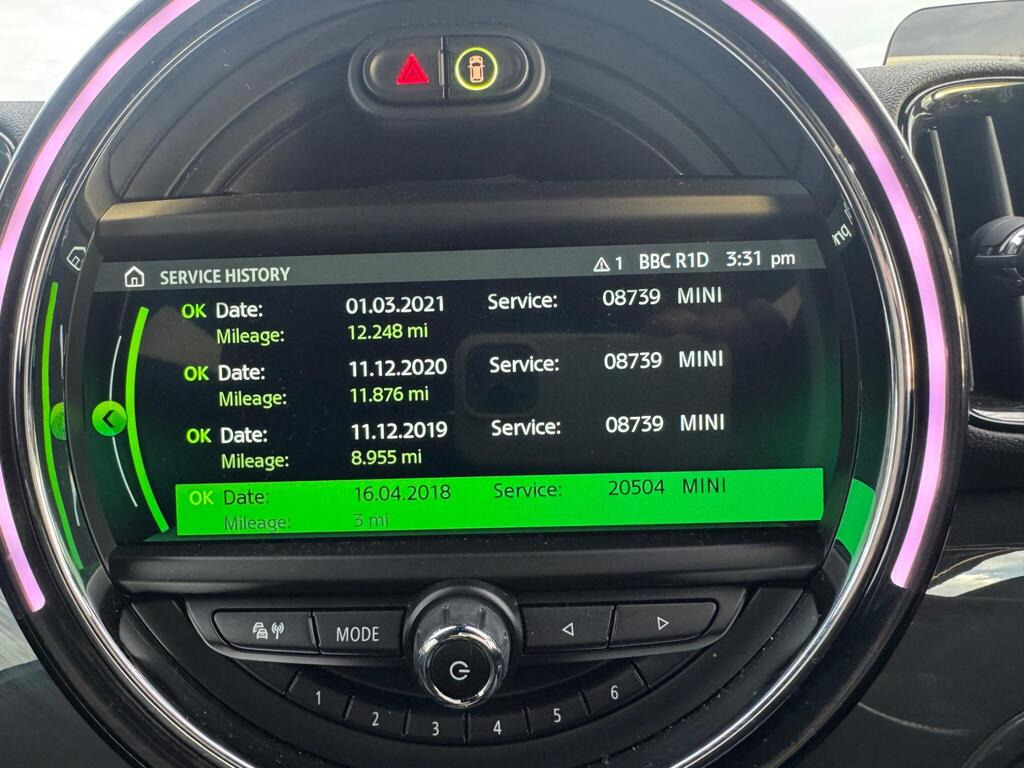 SERVICE HISTORY 1 BBC R1D 3:31 pm
OK Date: 01.03.2021 Service: 08739 MINI
Mileage: 12.248 mi
OK Date: 11.12.2020 Service: 08739 MINI
Mileage: 11.876 mi
OK Date: 11.12.2019 Service: 08739 MINI
Mileage: 8.955 mi
OK Date: 16.04.2018 Service: 20504 MINI
Mileage: 3 mi
MODE
1 2 3 4 5 6